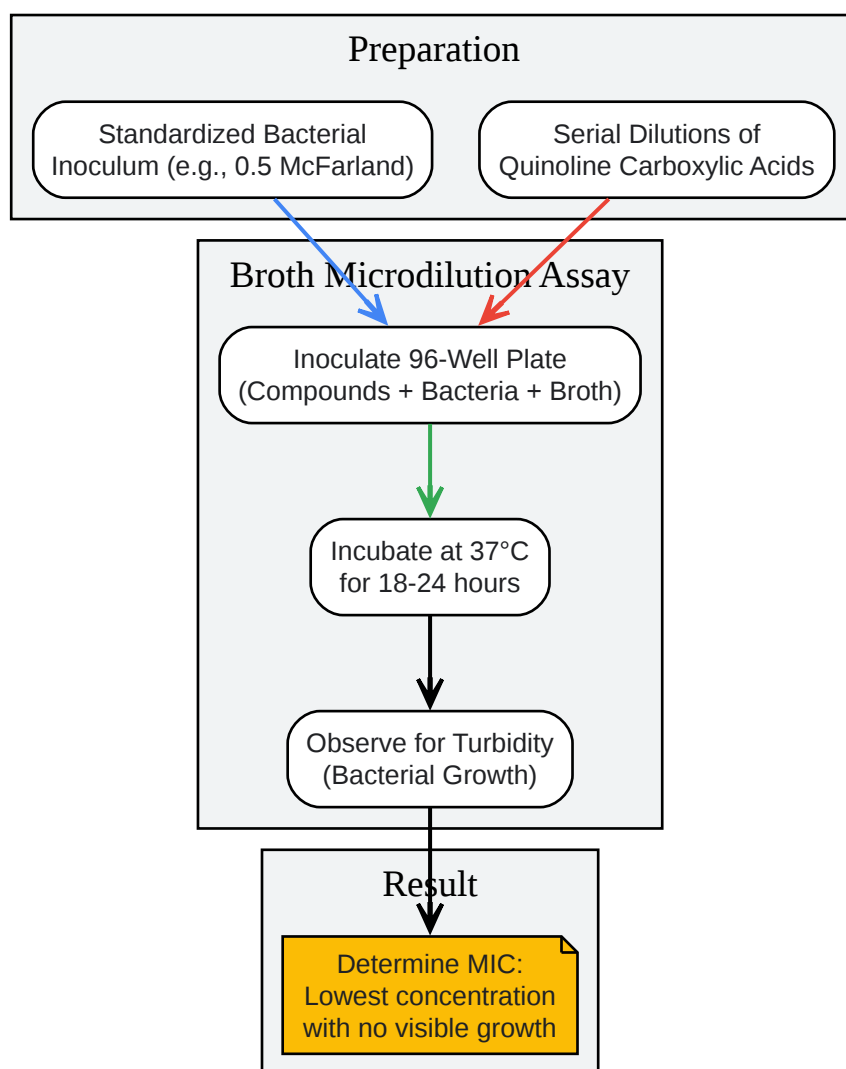 Preparation
Standardized Bacterial
Inoculum (e.g., 0.5 McFarland)
Serial Dilutions of
Quinoline Carboxylic Acids
Broth Microdilution Assay
Inoculate 96-Well Plate
(Compounds + Bacteria + Broth)
Incubate at 37°C
for 18-24 hours
Observe for Turbidity
(Bacterial Growth)
Result
Determine MIC:
Lowest concentration
with no visible growth